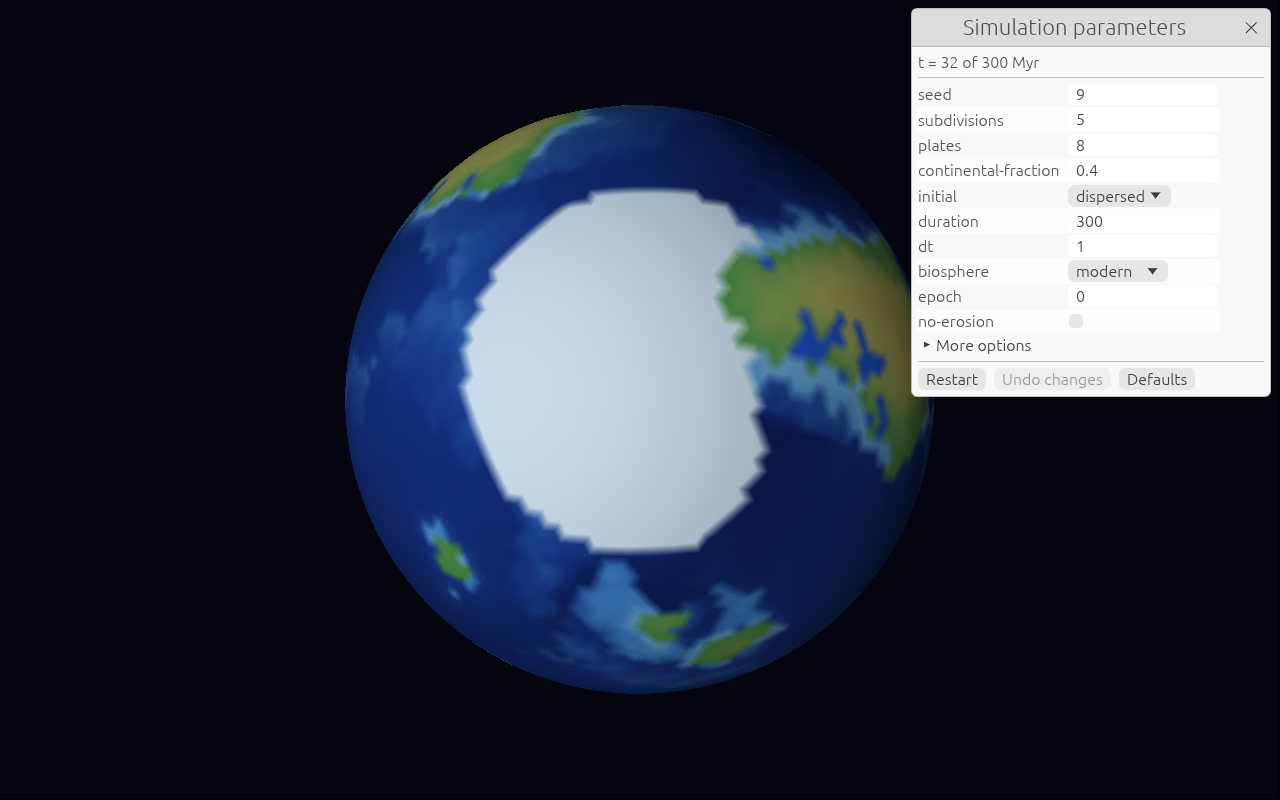 Simulation parameters
t = 32 of 300 Myr
seed 9
subdivisions 5
plates 8
continental-fraction 0.4
initial dispersed
duration 300
dt 1
biosphere modern
epoch 0
no-erosion
More options
Restart Undo changes Defaults